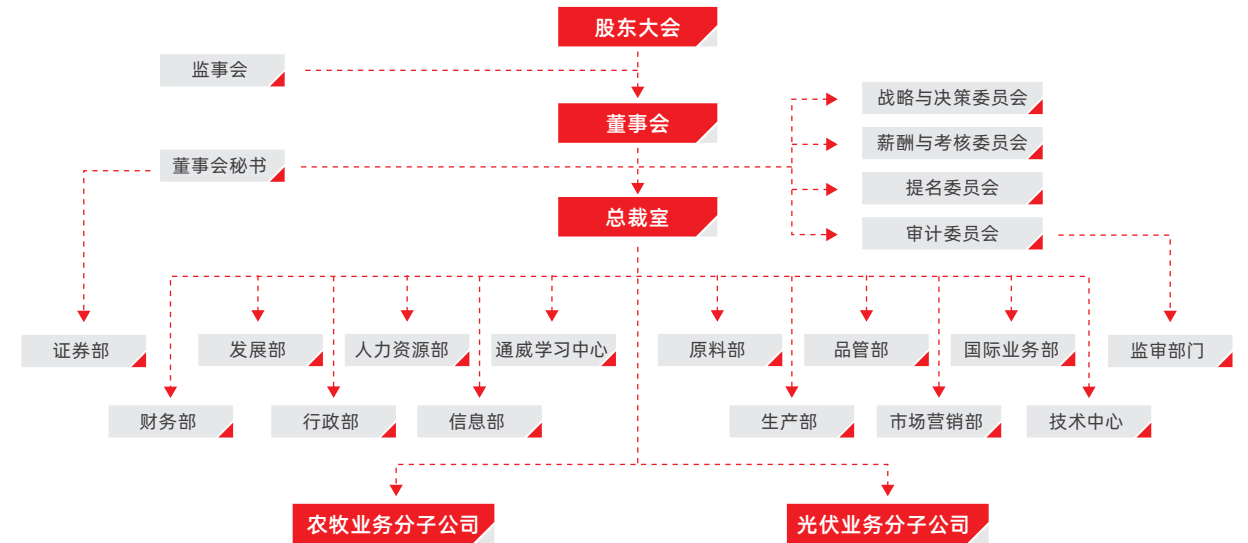 股东大会
监事会
战略与决策委员会
董事会
薪酬与考核委员会
董事会秘书
提名委员会
总裁室
审计委员会
证券部
发展部
人力资源部
通威学习中心
原料部
品管部
国际业务部
监审部门
财务部
行政部
信息部
生产部
市场营销部
技术中心
农牧业务分子公司
光伏业务分子公司